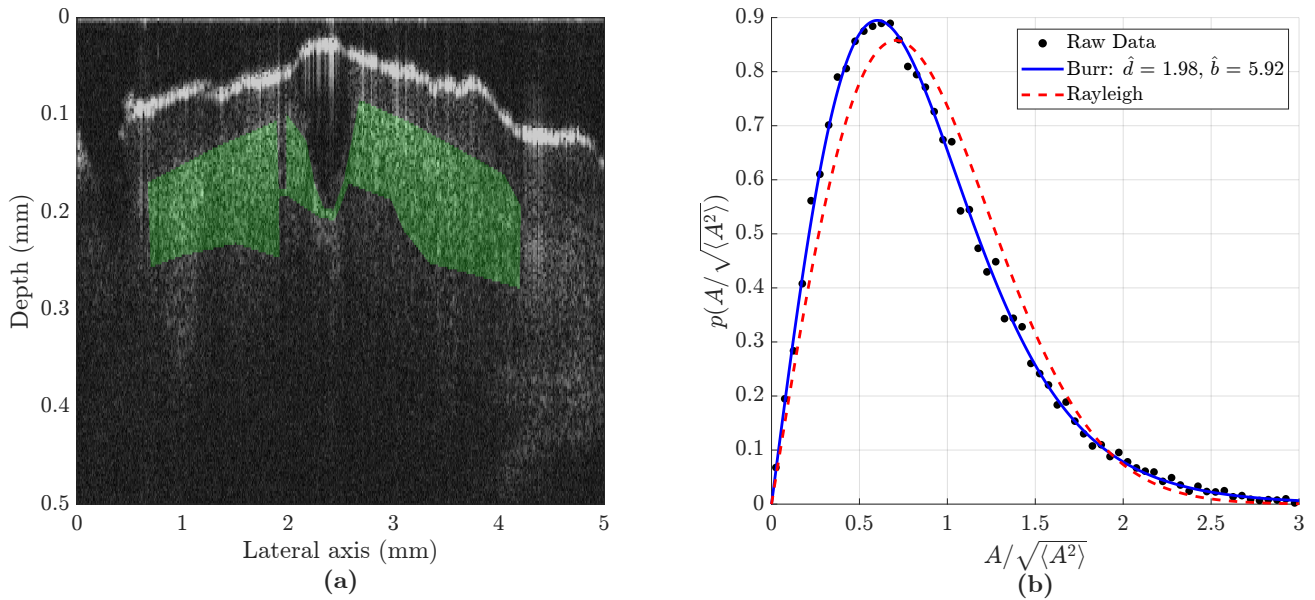 0
0.1
0.2
0.3
0.4
0.5
Depth (mm)
0 1 2 3 4 5
Lateral axis (mm)
(a)
0.9
0.8
0.7
0.6
0.5
0.4
0.3
0.2
0.1
0
p(A/√⟨A²⟩)
Raw Data
Burr: d̂ = 1.98, b̂ = 5.92
Rayleigh
0 0.5 1 1.5 2 2.5 3
A/√⟨A²⟩
(b)